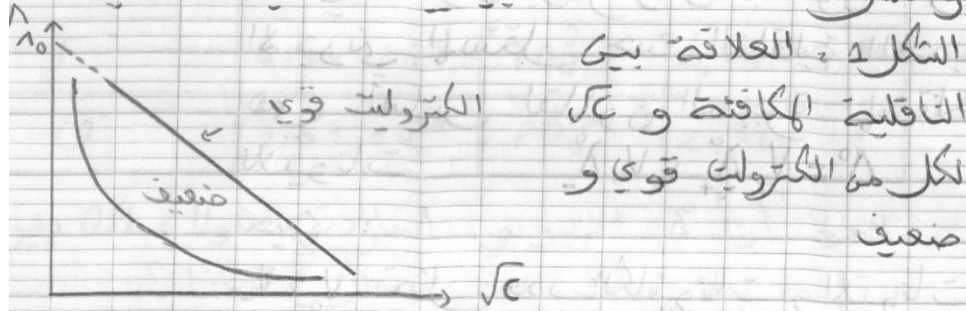 الشكل 1 : العلاقة بين
الناقلية المكافئة و √C
لكل من الكتروليت قوي و
ضعيف
Λ
Λ₀
الكتروليت قوي
ضعيف
√C